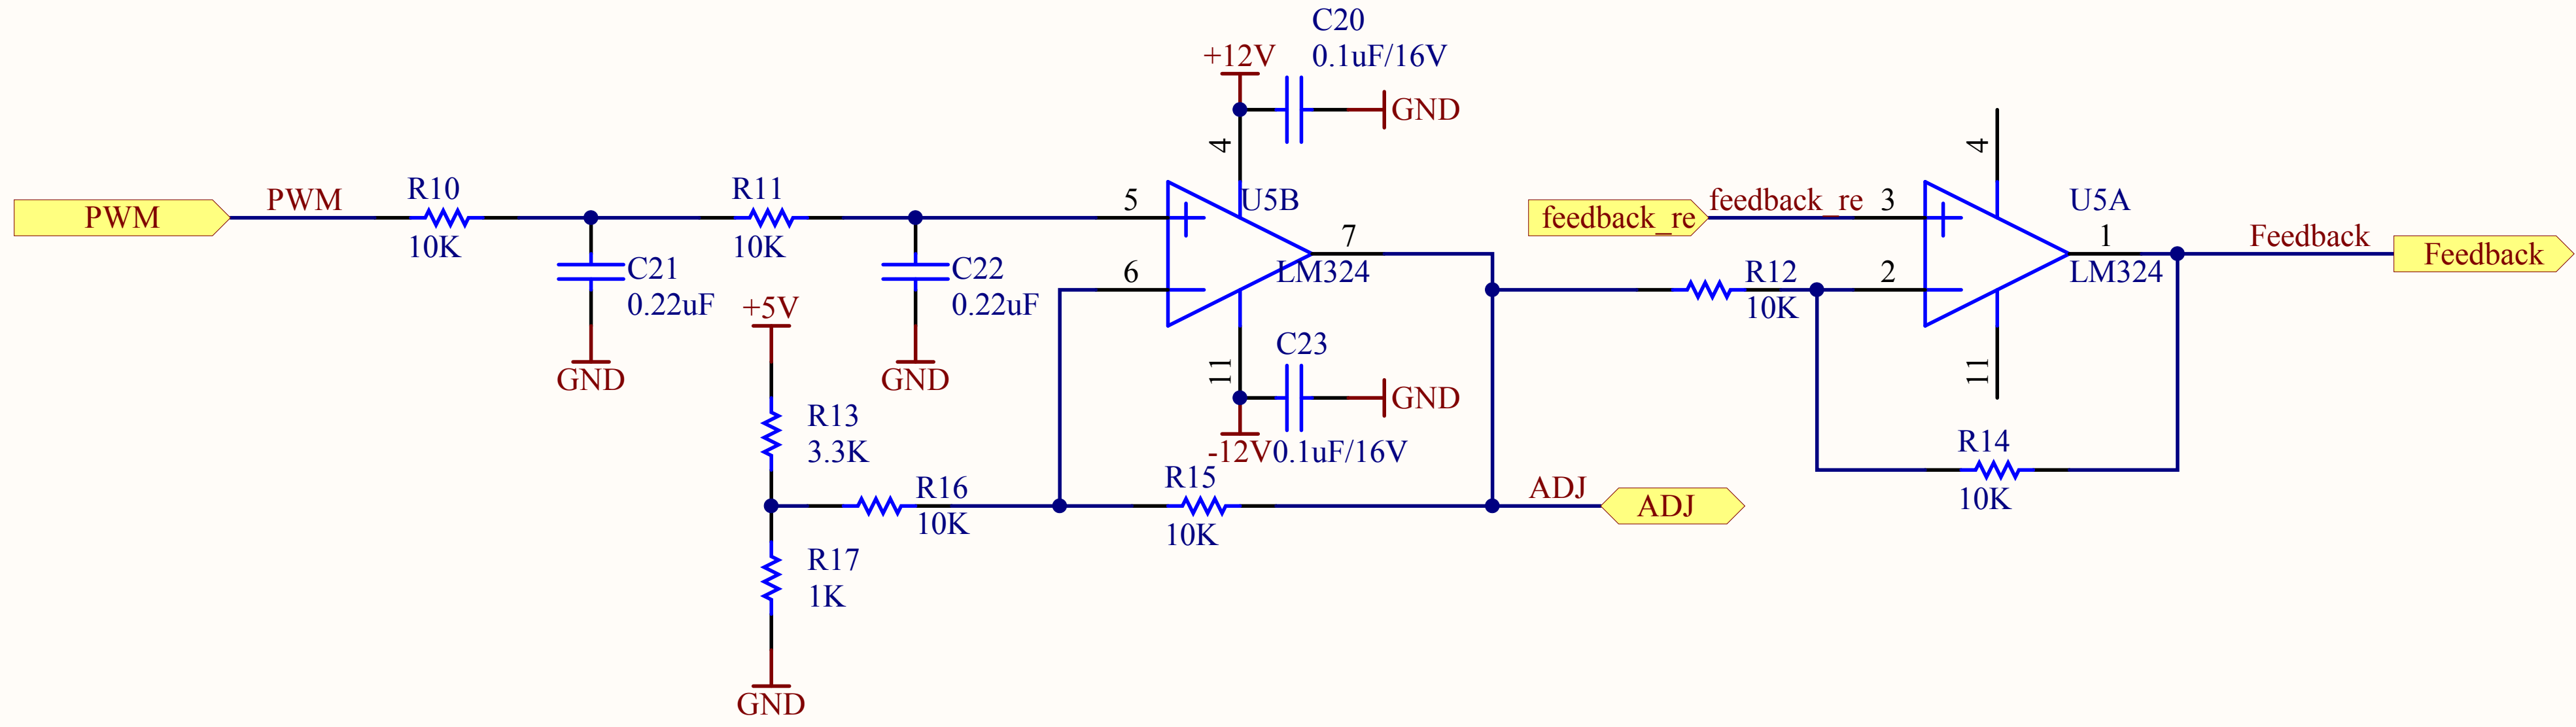 C20
0.1uF/16V
+12V
GND
4
PWM
PWM
R10
10K
R11
10K
5
U5B
7
6
LM324
feedback_re
feedback_re
3
4
U5A
1
LM324
Feedback
Feedback
R12
10K
2
C21
0.22uF
GND
C22
0.22uF
GND
+5V
11
C23
GND
-12V
0.1uF/16V
11
R14
10K
R13
3.3K
R16
10K
R15
10K
ADJ
ADJ
R17
1K
GND